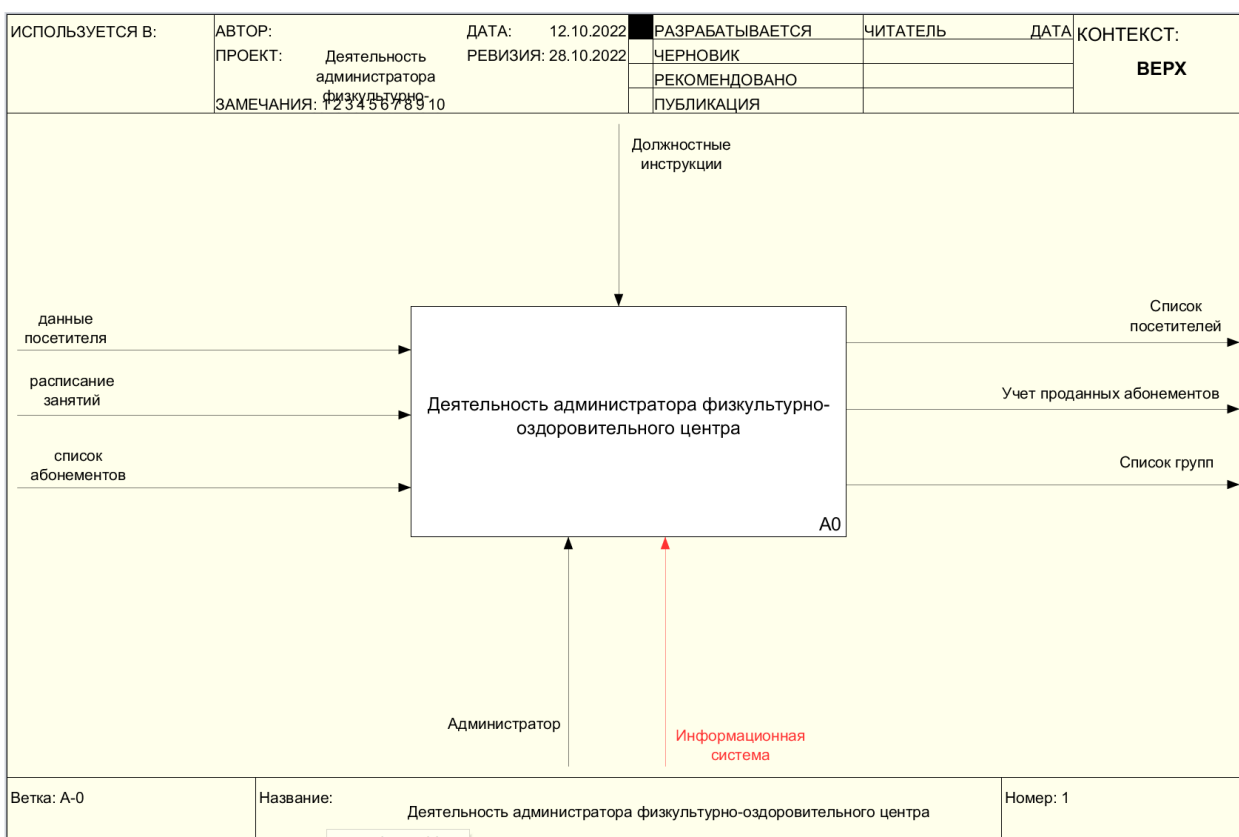 ИСПОЛЬЗУЕТСЯ В:
АВТОР:
ДАТА: 12.10.2022
РАЗРАБАТЫВАЕТСЯ
ЧИТАТЕЛЬ
ДАТА
КОНТЕКСТ:
ПРОЕКТ: Деятельность
РЕВИЗИЯ: 28.10.2022
ЧЕРНОВИК
ВЕРХ
администратора
РЕКОМЕНДОВАНО
физкультурно-
ЗАМЕЧАНИЯ: 1 2 3 4 5 6 7 8 9 10
ПУБЛИКАЦИЯ
Должностные
инструкции
данные
посетителя
расписание
занятий
список
абонементов
Деятельность администратора физкультурно-
оздоровительного центра
A0
Список
посетителей
Учет проданных абонементов
Список групп
Администратор
Информационная
система
Ветка: A-0
Название:
Деятельность администратора физкультурно-оздоровительного центра
Номер: 1